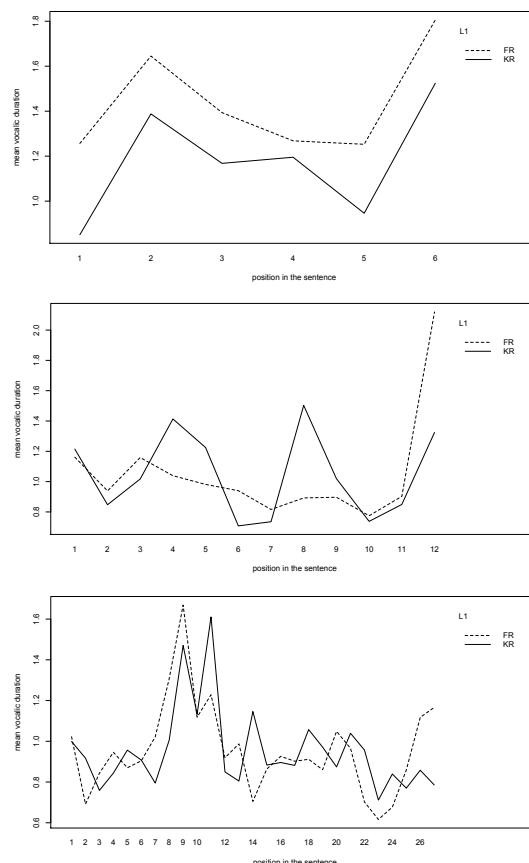 L1
FR
KR
mean vocalic duration
1.8
1.6
1.4
1.2
1.0
1 2 3 4 5 6
position in the sentence
L1
FR
KR
mean vocalic duration
2.0
1.8
1.6
1.4
1.2
1.0
0.8
1 2 3 4 5 6 7 8 9 10 11 12
position in the sentence
L1
FR
KR
mean vocalic duration
1.6
1.4
1.2
1.0
0.8
0.6
1 2 3 4 5 6 7 8 9 10 12 14 16 18 20 22 24 26
position in the sentence